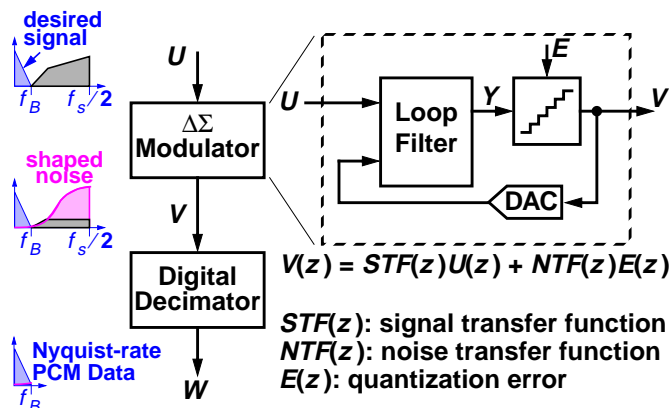 desired
signal
f_B
f_s/2
U
ΔΣ
Modulator
U
E
Loop
Filter
Y
V
DAC
shaped
noise
f_B
f_s/2
V
Digital
Decimator
V(z) = STF(z)U(z) + NTF(z)E(z)
STF(z): signal transfer function
NTF(z): noise transfer function
E(z): quantization error
Nyquist-rate
PCM Data
f_B
W